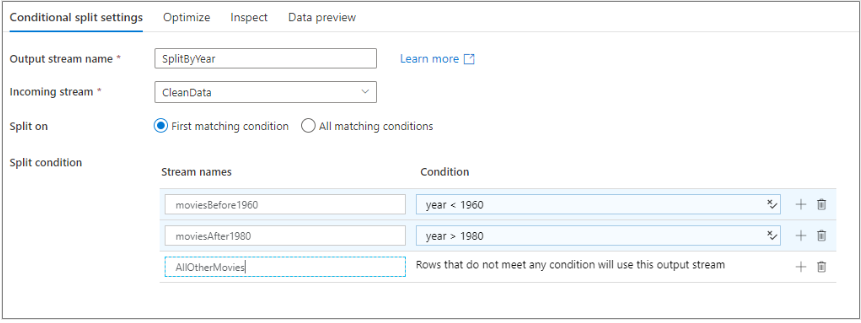 Conditional split settings Optimize Inspect Data preview
Output stream name * SplitByYear Learn more
Incoming stream * CleanData
Split on First matching condition All matching conditions
Split condition
Stream names Condition
moviesBefore1960 year < 1960
moviesAfter1980 year > 1980
AllOtherMovies Rows that do not meet any condition will use this output stream